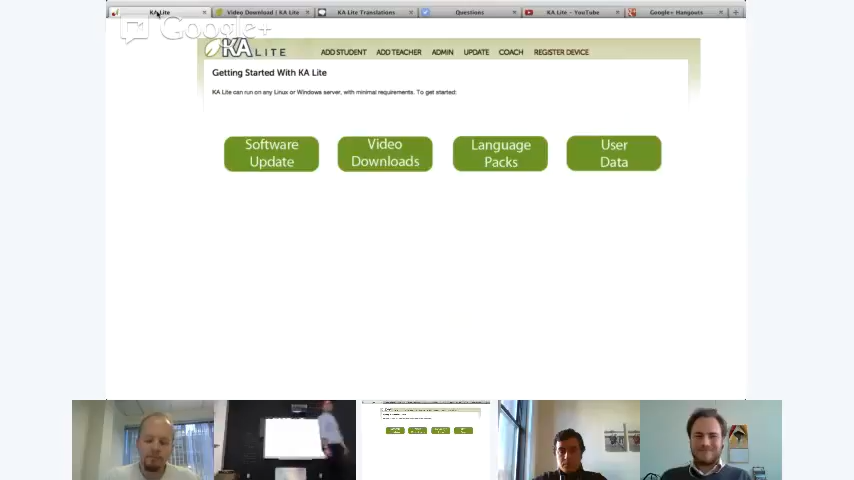 KA Lite
Video Download | KA Lite
KA Lite Translations
Questions
KA Lite - YouTube
Google+ Hangouts
Google+
KA LITE
ADD STUDENT
ADD TEACHER
ADMIN
UPDATE
COACH
REGISTER DEVICE
Getting Started With KA Lite
KA Lite can run on any Linux or Windows server, with minimal requirements. To get started:
Software
Update
Video
Downloads
Language
Packs
User
Data